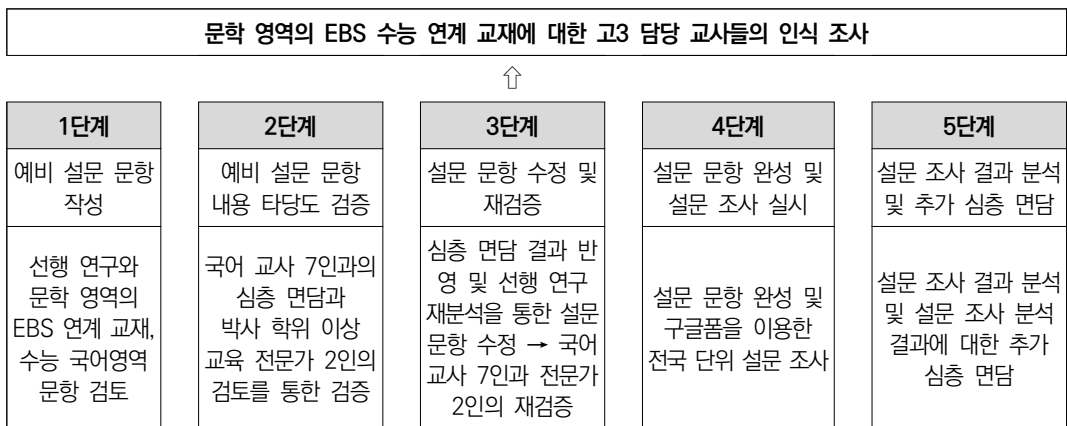 문학 영역의 EBS 수능 연계 교재에 대한 고3 담당 교사들의 인식 조사
⇧
1단계
예비 설문 문항
작성
선행 연구와
문학 영역의
EBS 연계 교재,
수능 국어영역
문항 검토
2단계
예비 설문 문항
내용 타당도 검증
국어 교사 7인과의
심층 면담과
박사 학위 이상
교육 전문가 2인의
검토를 통한 검증
3단계
설문 문항 수정 및
재검증
심층 면담 결과 반
영 및 선행 연구
재분석을 통한 설문
문항 수정 → 국어
교사 7인과 전문가
2인의 재검증
4단계
설문 문항 완성 및
설문 조사 실시
설문 문항 완성 및
구글폼을 이용한
전국 단위 설문 조사
5단계
설문 조사 결과 분석
및 추가 심층 면담
설문 조사 결과 분석
및 설문 조사 분석
결과에 대한 추가
심층 면담